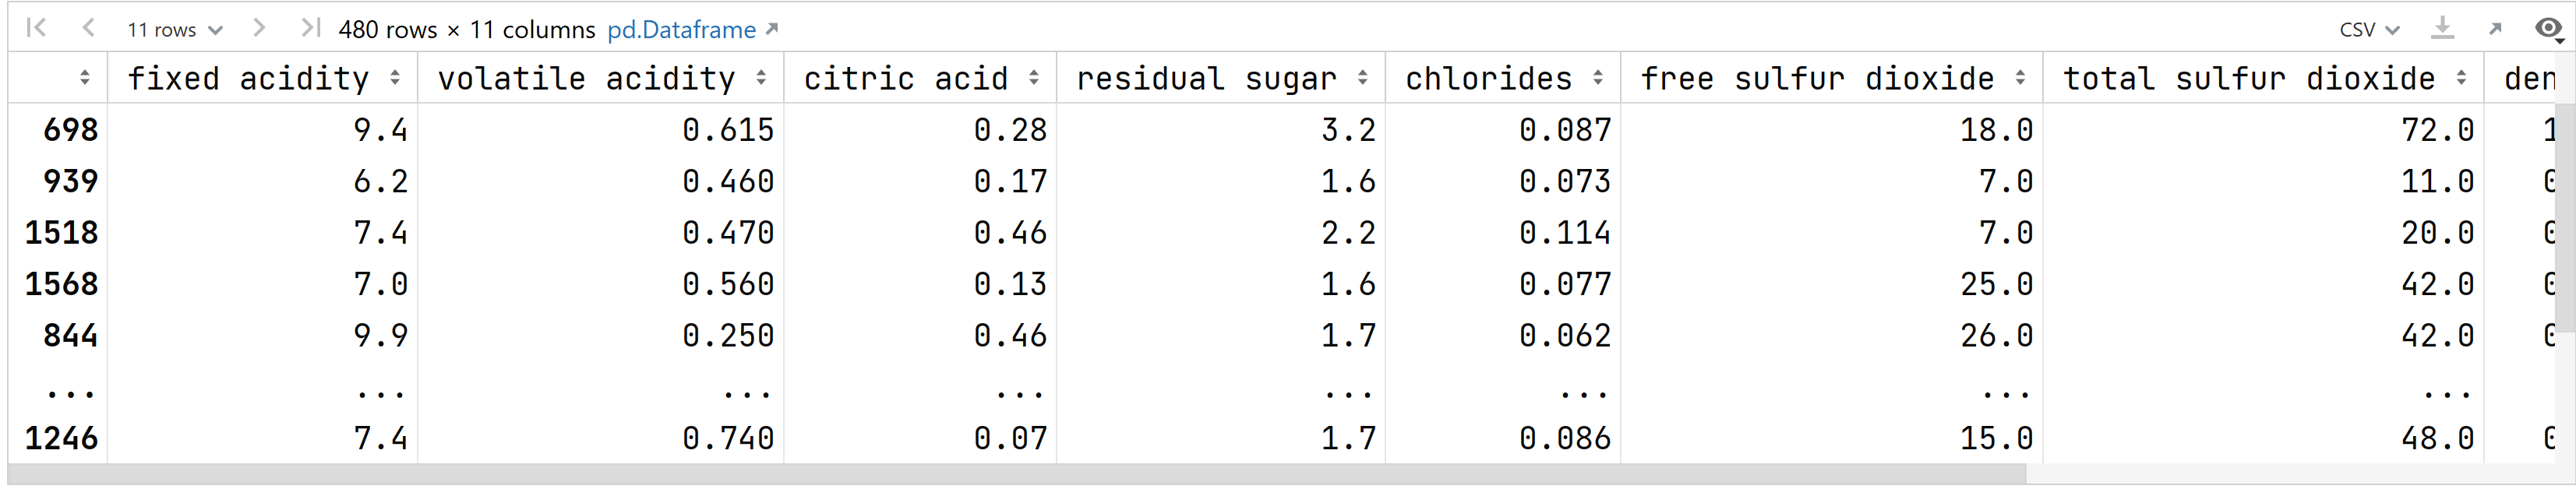 11 rows 480 rows × 11 columns pd.Dataframe CSV
fixed acidity volatile acidity citric acid residual sugar chlorides free sulfur dioxide total sulfur dioxide den
698 9.4 0.615 0.28 3.2 0.087 18.0 72.0 1
939 6.2 0.460 0.17 1.6 0.073 7.0 11.0 0
1518 7.4 0.470 0.46 2.2 0.114 7.0 20.0 0
1568 7.0 0.560 0.13 1.6 0.077 25.0 42.0 0
844 9.9 0.250 0.46 1.7 0.062 26.0 42.0 0
... ... ... ... ... ... ... ...
1246 7.4 0.740 0.07 1.7 0.086 15.0 48.0 0